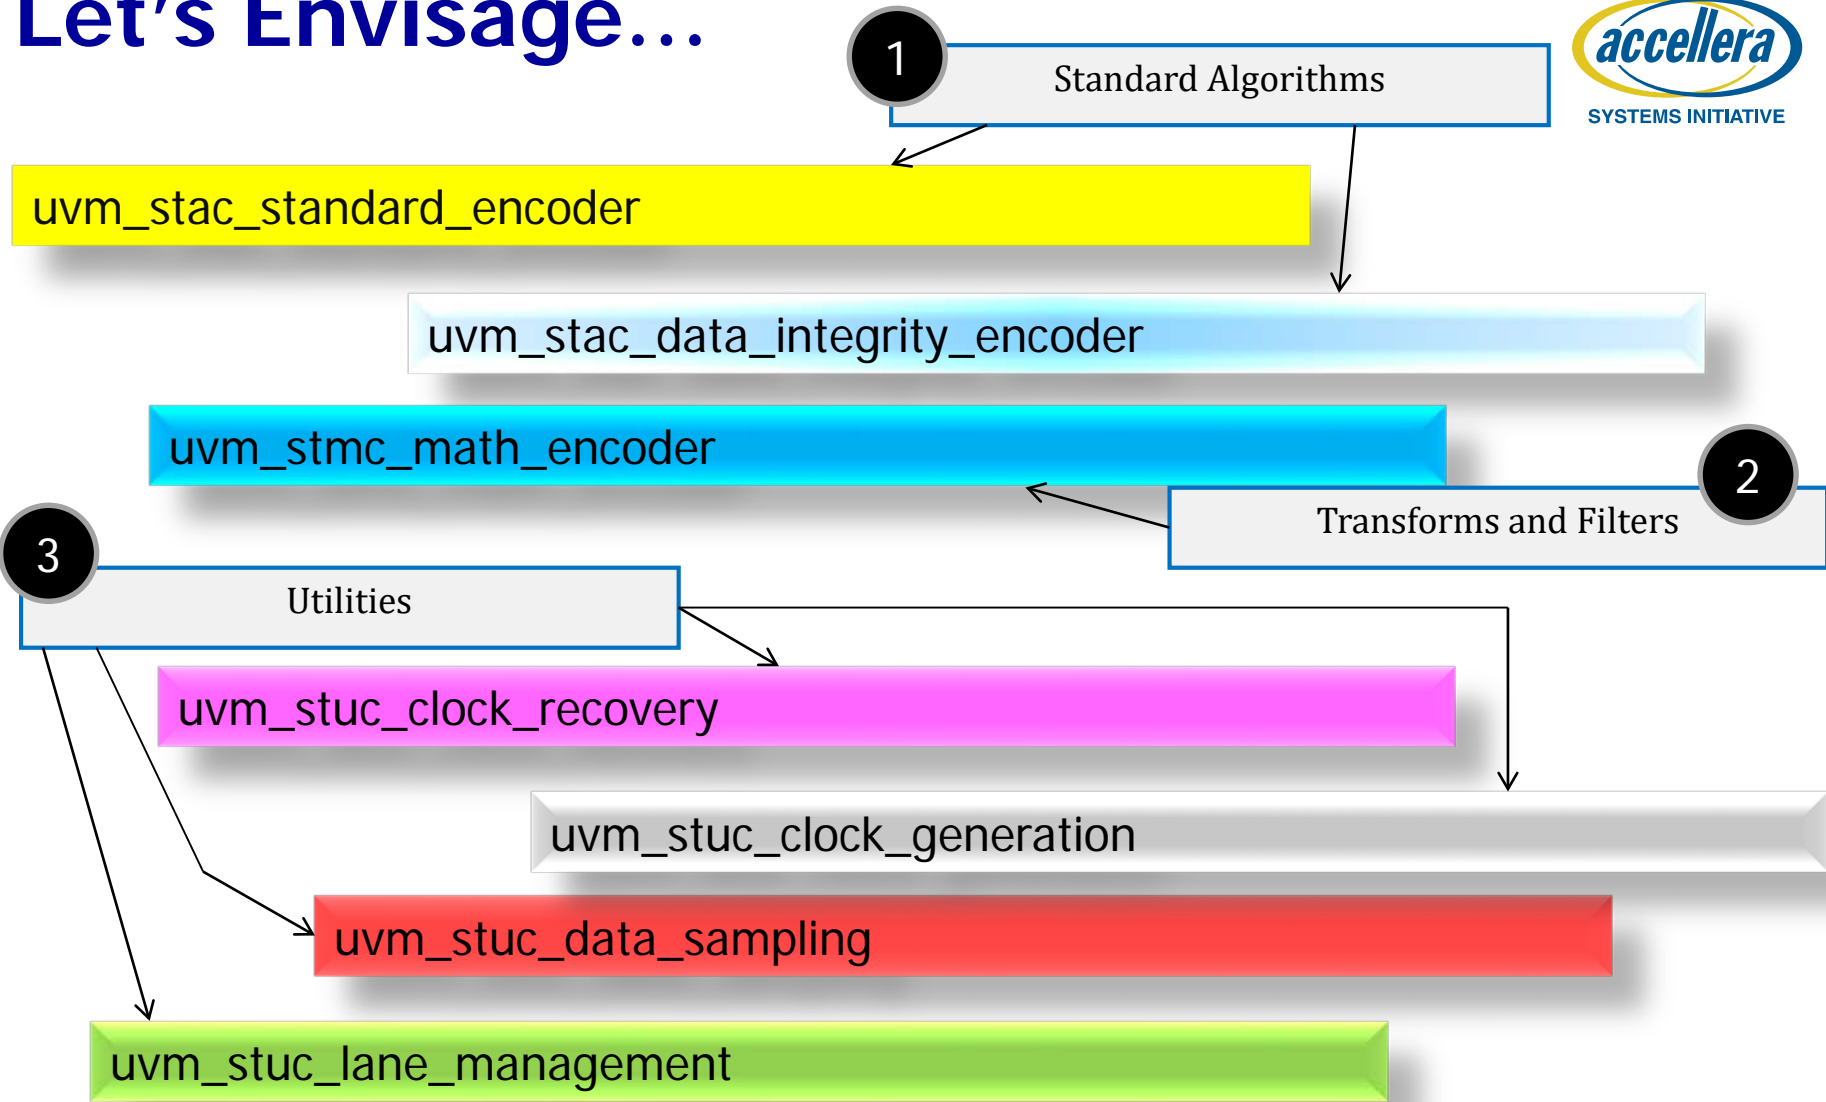 Let's Envisage...
accellera
SYSTEMS INITIATIVE
1
Standard Algorithms
uvm_stac_standard_encoder
uvm_stac_data_integrity_encoder
uvm_stmc_math_encoder
2
Transforms and Filters
3
Utilities
uvm_stuc_clock_recovery
uvm_stuc_clock_generation
uvm_stuc_data_sampling
uvm_stuc_lane_management